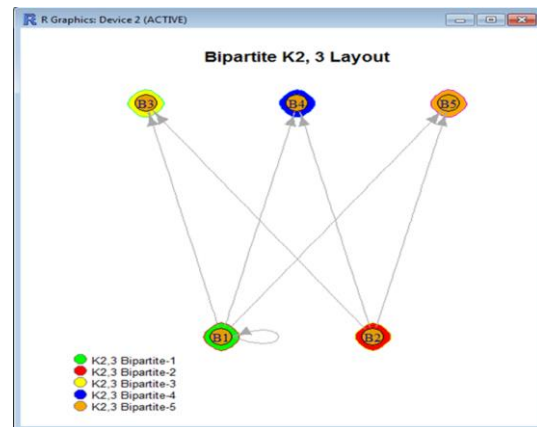 R Graphics: Device 2 (ACTIVE)
Bipartite K2, 3 Layout
B3 B4 B5
B1 B2
K2,3 Bipartite-1
K2,3 Bipartite-2
K2,3 Bipartite-3
K2,3 Bipartite-4
K2,3 Bipartite-5